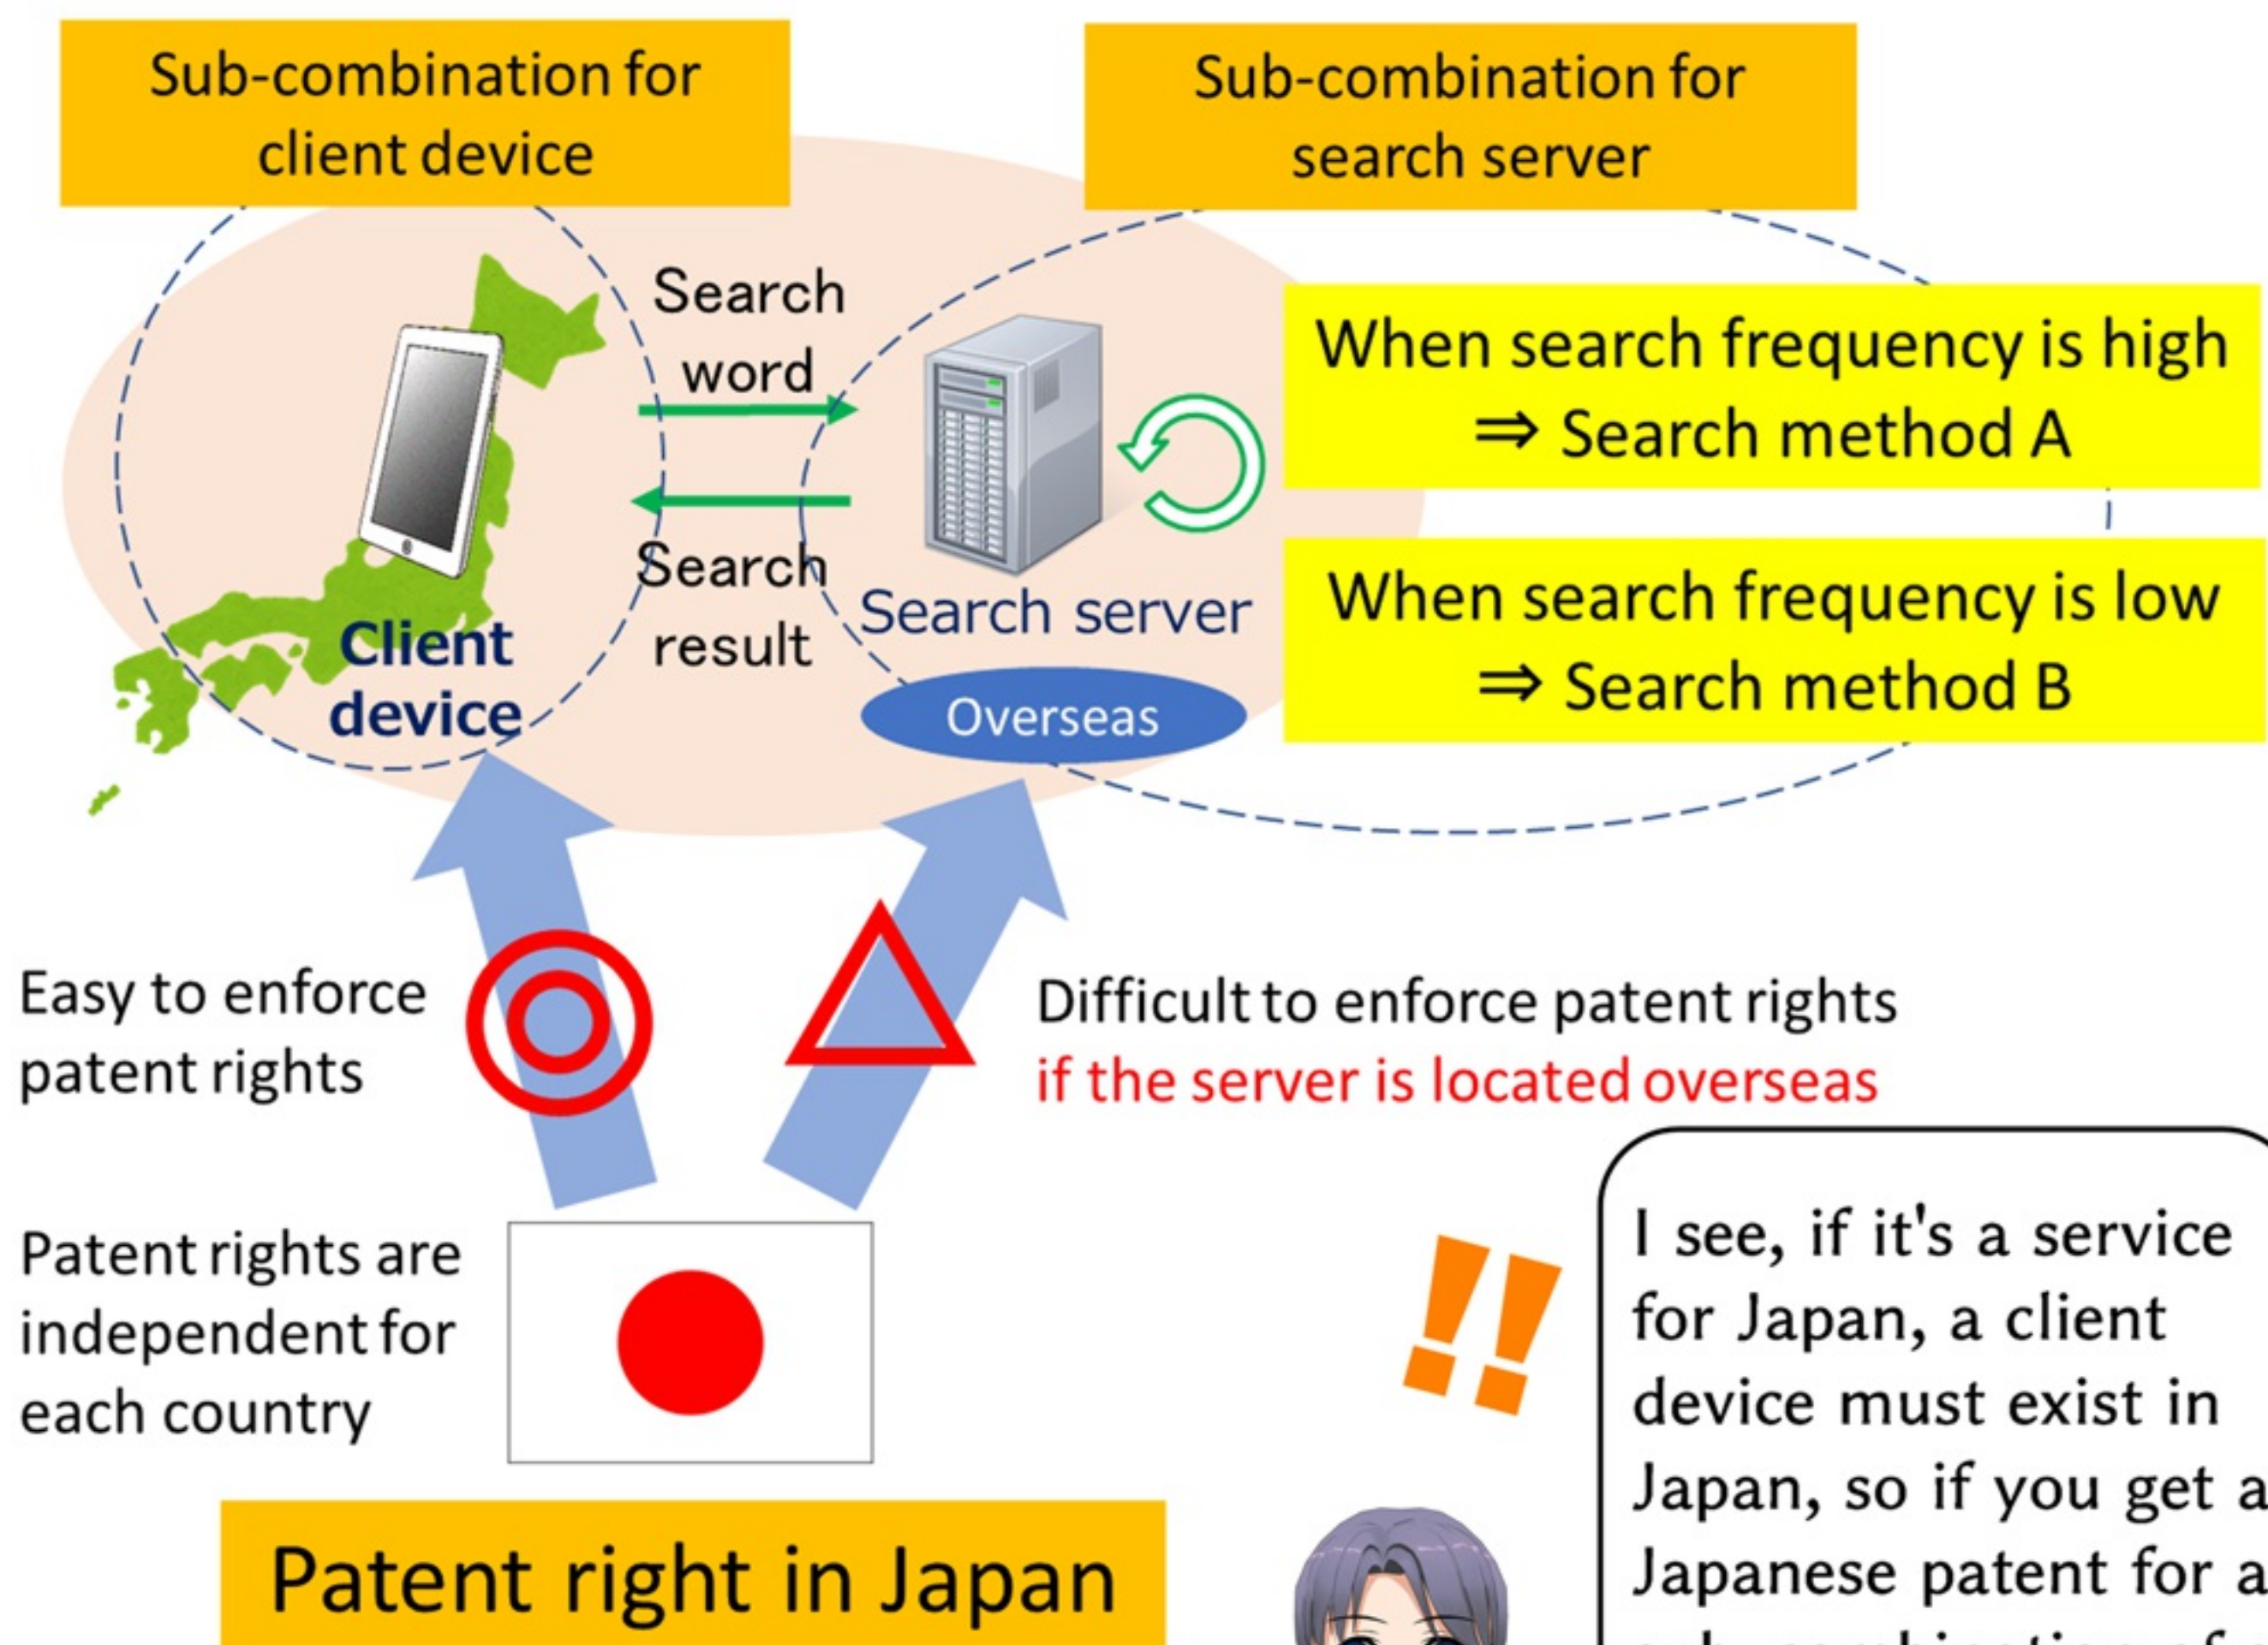 Sub-combination for
client device
Sub-combination for
search server
Search
word
When search frequency is high
⇒ Search method A
Search
result
Search server
Client
device
Overseas
When search frequency is low
⇒ Search method B
Easy to enforce
patent rights
Difficult to enforce patent rights
if the server is located overseas
Patent rights are
independent for
each country
!!
I see, if it's a service
for Japan, a client
device must exist in
Japan, so if you get a
Japanese patent for a
Patent right in Japan